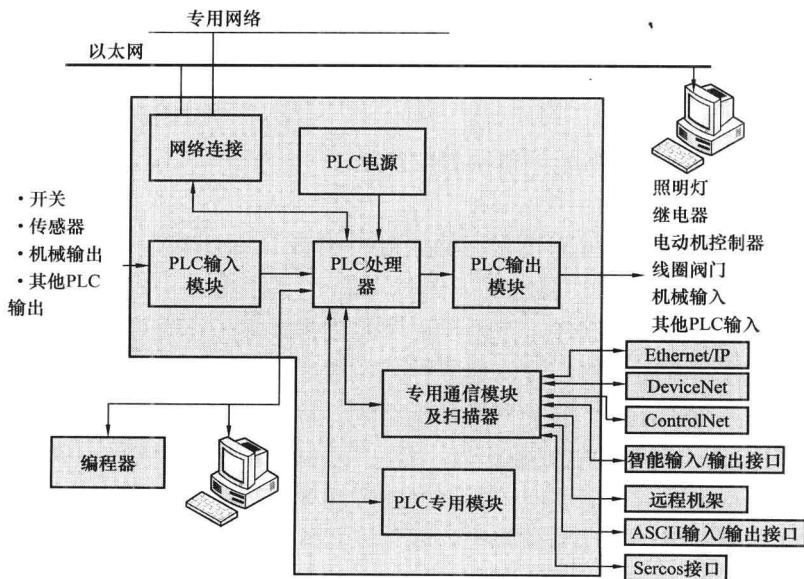 专用网络
以太网
网络连接
PLC电源
·开关
·传感器
·机械输出
·其他PLC
输出
PLC输入
模块
PLC处理
器
PLC输出
模块
照明灯
继电器
电动机控制器
线圈阀门
机械输入
其他PLC输入
专用通信模块
及扫描器
Ethernet/IP
DeviceNet
ControlNet
智能输入/输出接口
远程机架
ASCII输入/输出接口
Sercos接口
编程器
PLC专用模块